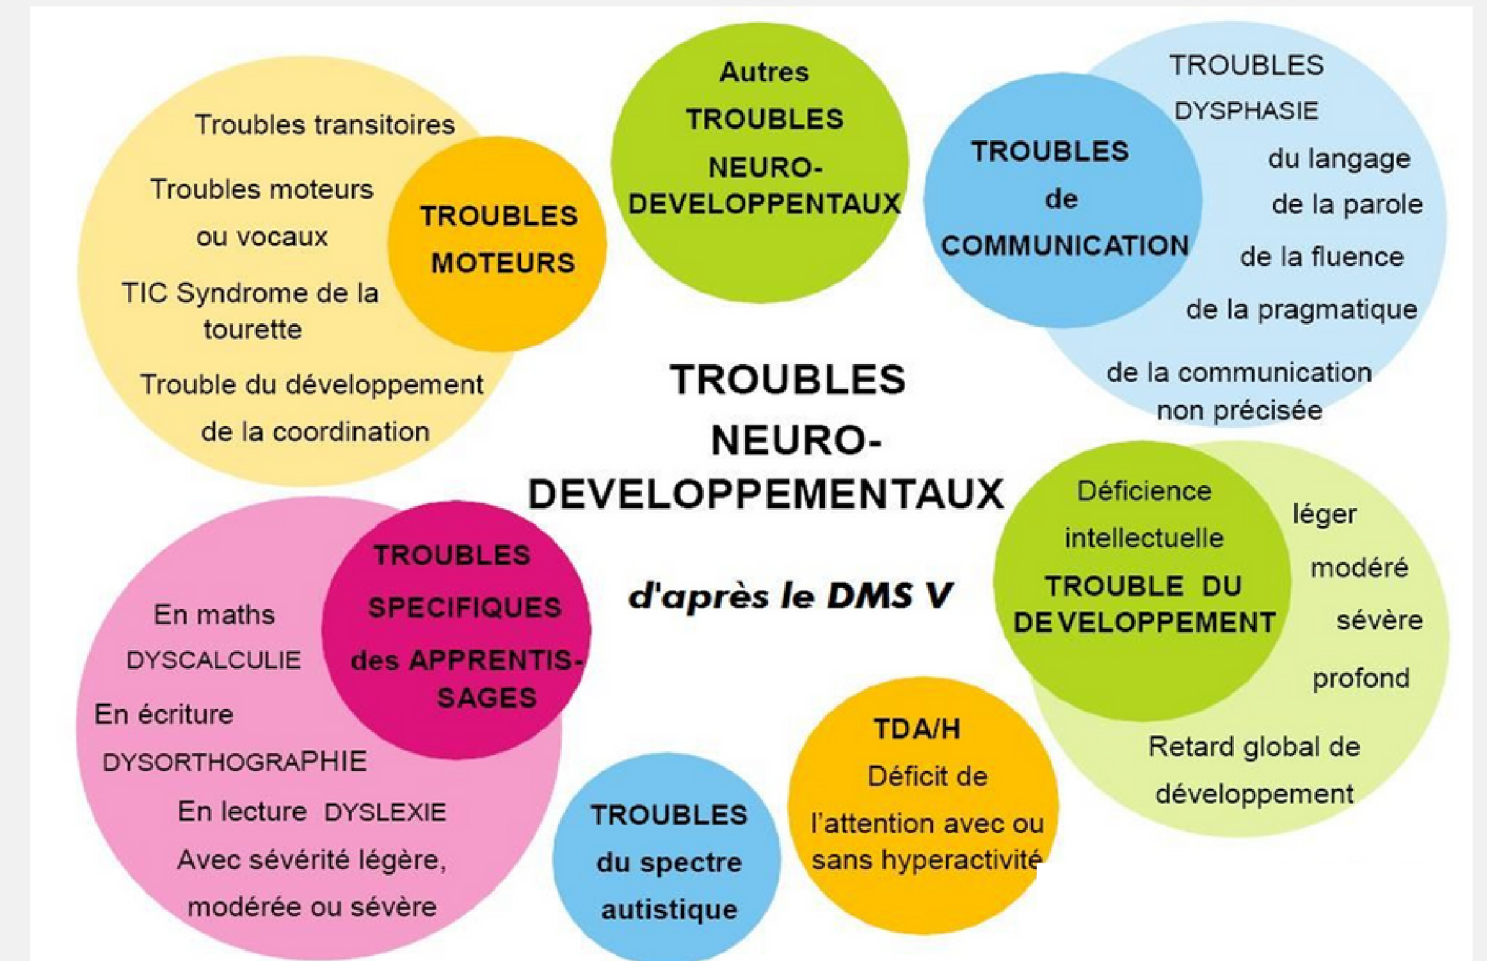 Troubles transitoires
Troubles moteurs
ou vocaux
TIC Syndrome de la
tourette
Trouble du développement
de la coordination
TROUBLES
MOTEURS
Autres
TROUBLES
NEURO-
DEVELOPPENTAUX
TROUBLES
de
COMMUNICATION
TROUBLES
DYSPHASIE
du langage
de la parole
de la fluence
de la pragmatique
de la communication
non précisée
TROUBLES
NEURO-
DEVELOPPEMENTAUX
d'après le DMS V
Déficience
intellectuelle
TROUBLE DU
DEVELOPPEMENT
léger
modéré
sévère
profond
Retard global de
développement
TROUBLES
SPECIFIQUES
des APPRENTIS-
SAGES
En maths
DYSCALCULIE
En écriture
DYSORTHOGRAPHIE
En lecture DYSLEXIE
Avec sévérité légère,
modérée ou sévère
TROUBLES
du spectre
autistique
TDA/H
Déficit de
l'attention avec ou
sans hyperactivité